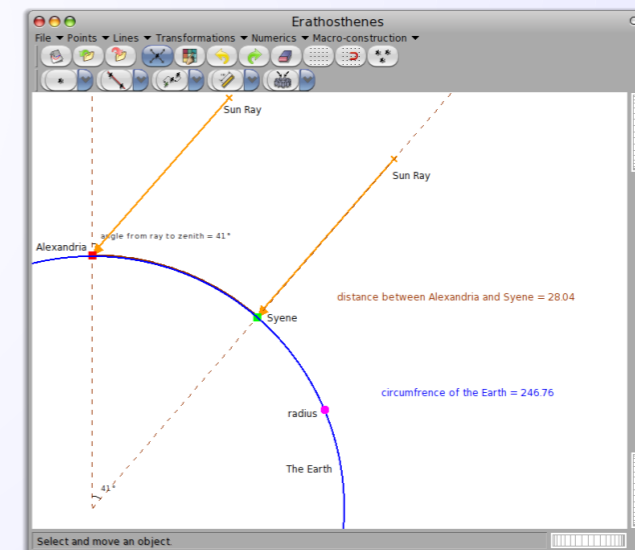 Erathosthenes
File Points Lines Transformations Numerics Macro-construction
Sun Ray
Sun Ray
angle from ray to zenith = 41°
Alexandria
distance between Alexandria and Syene = 28.04
Syene
circumfrence of the Earth = 246.76
radius
The Earth
41°
Select and move an object.